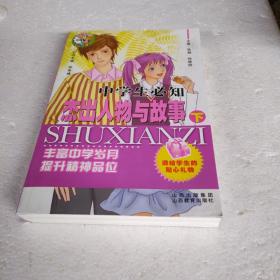 中学生必知
杰出人物与故事
下
SHUXIANZI
丰富中学岁月
提升精神品位
送给学生的
贴心礼物
山西出版集团
山西教育出版社